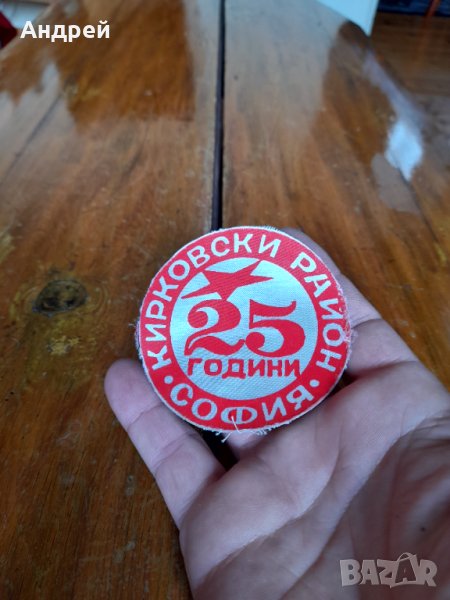 Андрей
КИРКОВСКИ РАЙОН
25
ГОДИНИ
• СОФИЯ •
BAZAR